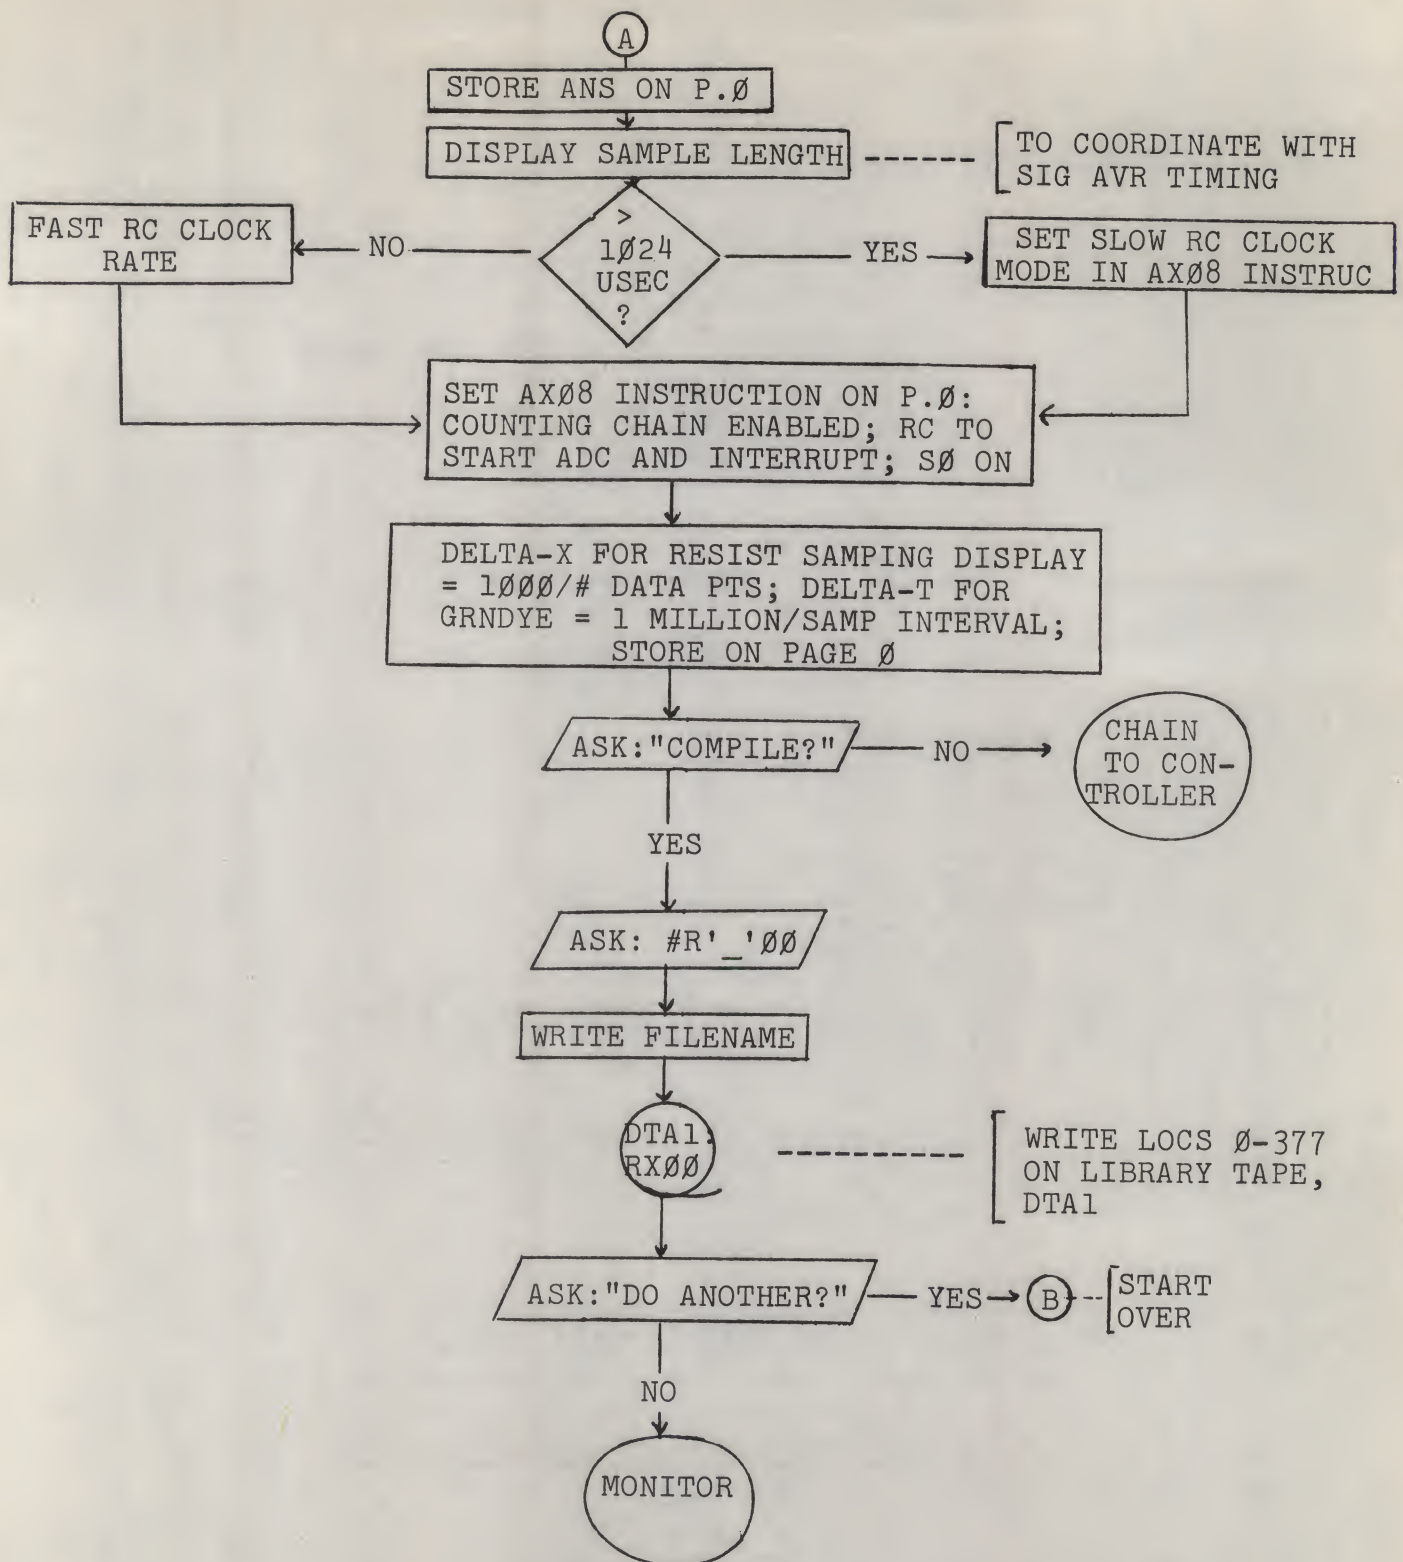 A
STORE ANS ON P.Ø
DISPLAY SAMPLE LENGTH
TO COORDINATE WITH
SIG AVR TIMING
>
1Ø24
USEC
?
NO
FAST RC CLOCK
RATE
YES
SET SLOW RC CLOCK
MODE IN AXØ8 INSTRUC
SET AXØ8 INSTRUCTION ON P.Ø:
COUNTING CHAIN ENABLED; RC TO
START ADC AND INTERRUPT; SØ ON
DELTA-X FOR RESIST SAMPING DISPLAY
= 1ØØØ/# DATA PTS; DELTA-T FOR
GRNDYE = 1 MILLION/SAMP INTERVAL;
STORE ON PAGE Ø
ASK:"COMPILE?"
NO
CHAIN
TO CON-
TROLLER
YES
ASK: #R'_'ØØ
WRITE FILENAME
DTA1:
RXØØ
WRITE LOCS Ø-377
ON LIBRARY TAPE,
DTA1
ASK:"DO ANOTHER?"
YES
B
START
OVER
NO
MONITOR